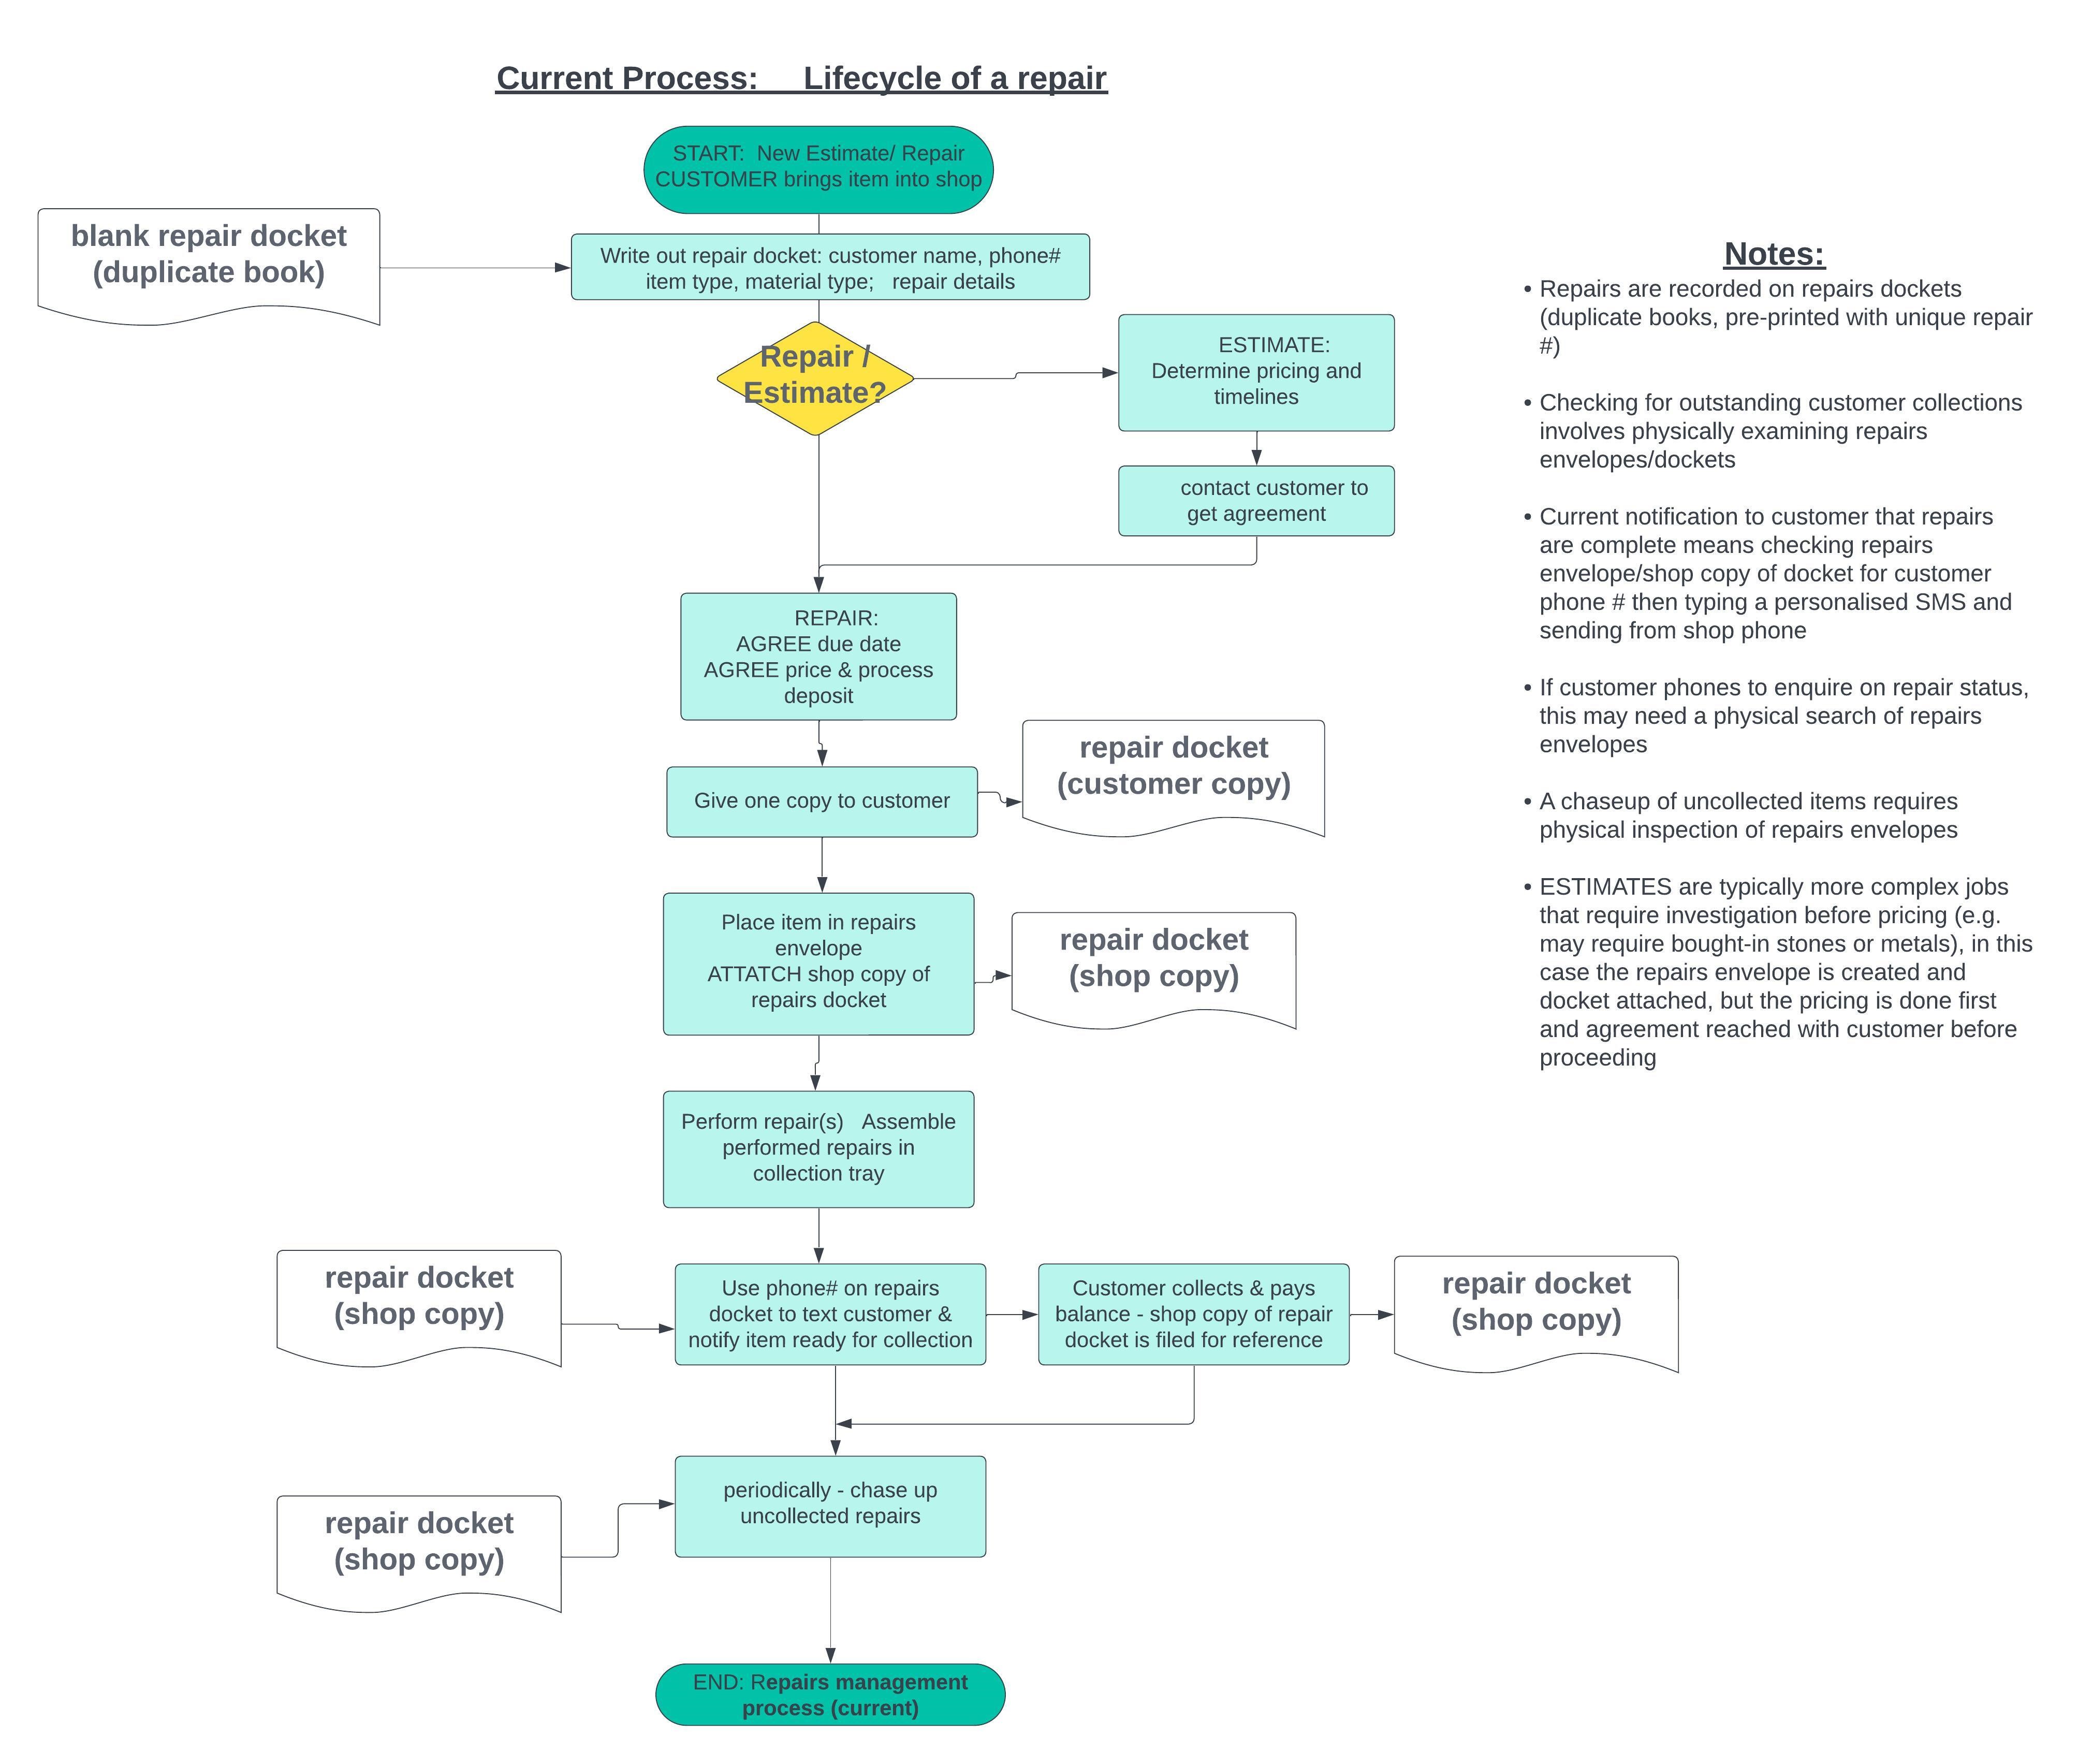 Current Process:     Lifecycle of a repair
START:  New Estimate/ Repair
CUSTOMER brings item into shop
blank repair docket
(duplicate book)
Write out repair docket: customer name, phone#
item type, material type;   repair details
Repair /
Estimate?
ESTIMATE:
Determine pricing and
timelines
contact customer to
get agreement
REPAIR:
AGREE due date
AGREE price & process
deposit
Give one copy to customer
repair docket
(customer copy)
Place item in repairs
envelope
ATTATCH shop copy of
repairs docket
repair docket
(shop copy)
Perform repair(s)   Assemble
performed repairs in
collection tray
repair docket
(shop copy)
Use phone# on repairs
docket to text customer &
notify item ready for collection
Customer collects & pays
balance - shop copy of repair
docket is filed for reference
repair docket
(shop copy)
periodically - chase up
uncollected repairs
repair docket
(shop copy)
END: Repairs management
process (current)
Notes:
• Repairs are recorded on repairs dockets
(duplicate books, pre-printed with unique repair
#)
• Checking for outstanding customer collections
involves physically examining repairs
envelopes/dockets
• Current notification to customer that repairs
are complete means checking repairs
envelope/shop copy of docket for customer
phone # then typing a personalised SMS and
sending from shop phone
• If customer phones to enquire on repair status,
this may need a physical search of repairs
envelopes
• A chaseup of uncollected items requires
physical inspection of repairs envelopes
• ESTIMATES are typically more complex jobs
that require investigation before pricing (e.g.
may require bought-in stones or metals), in this
case the repairs envelope is created and
docket attached, but the pricing is done first
and agreement reached with customer before
proceeding